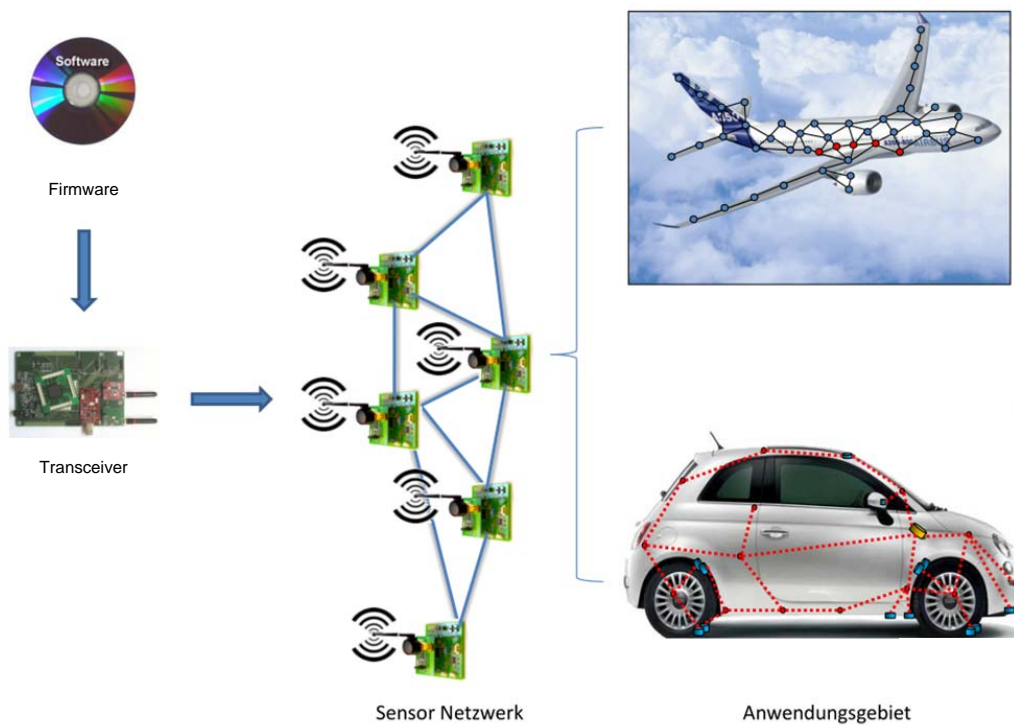 Software
Firmware
Transceiver
Sensor Netzwerk
Anwendungsgebiet